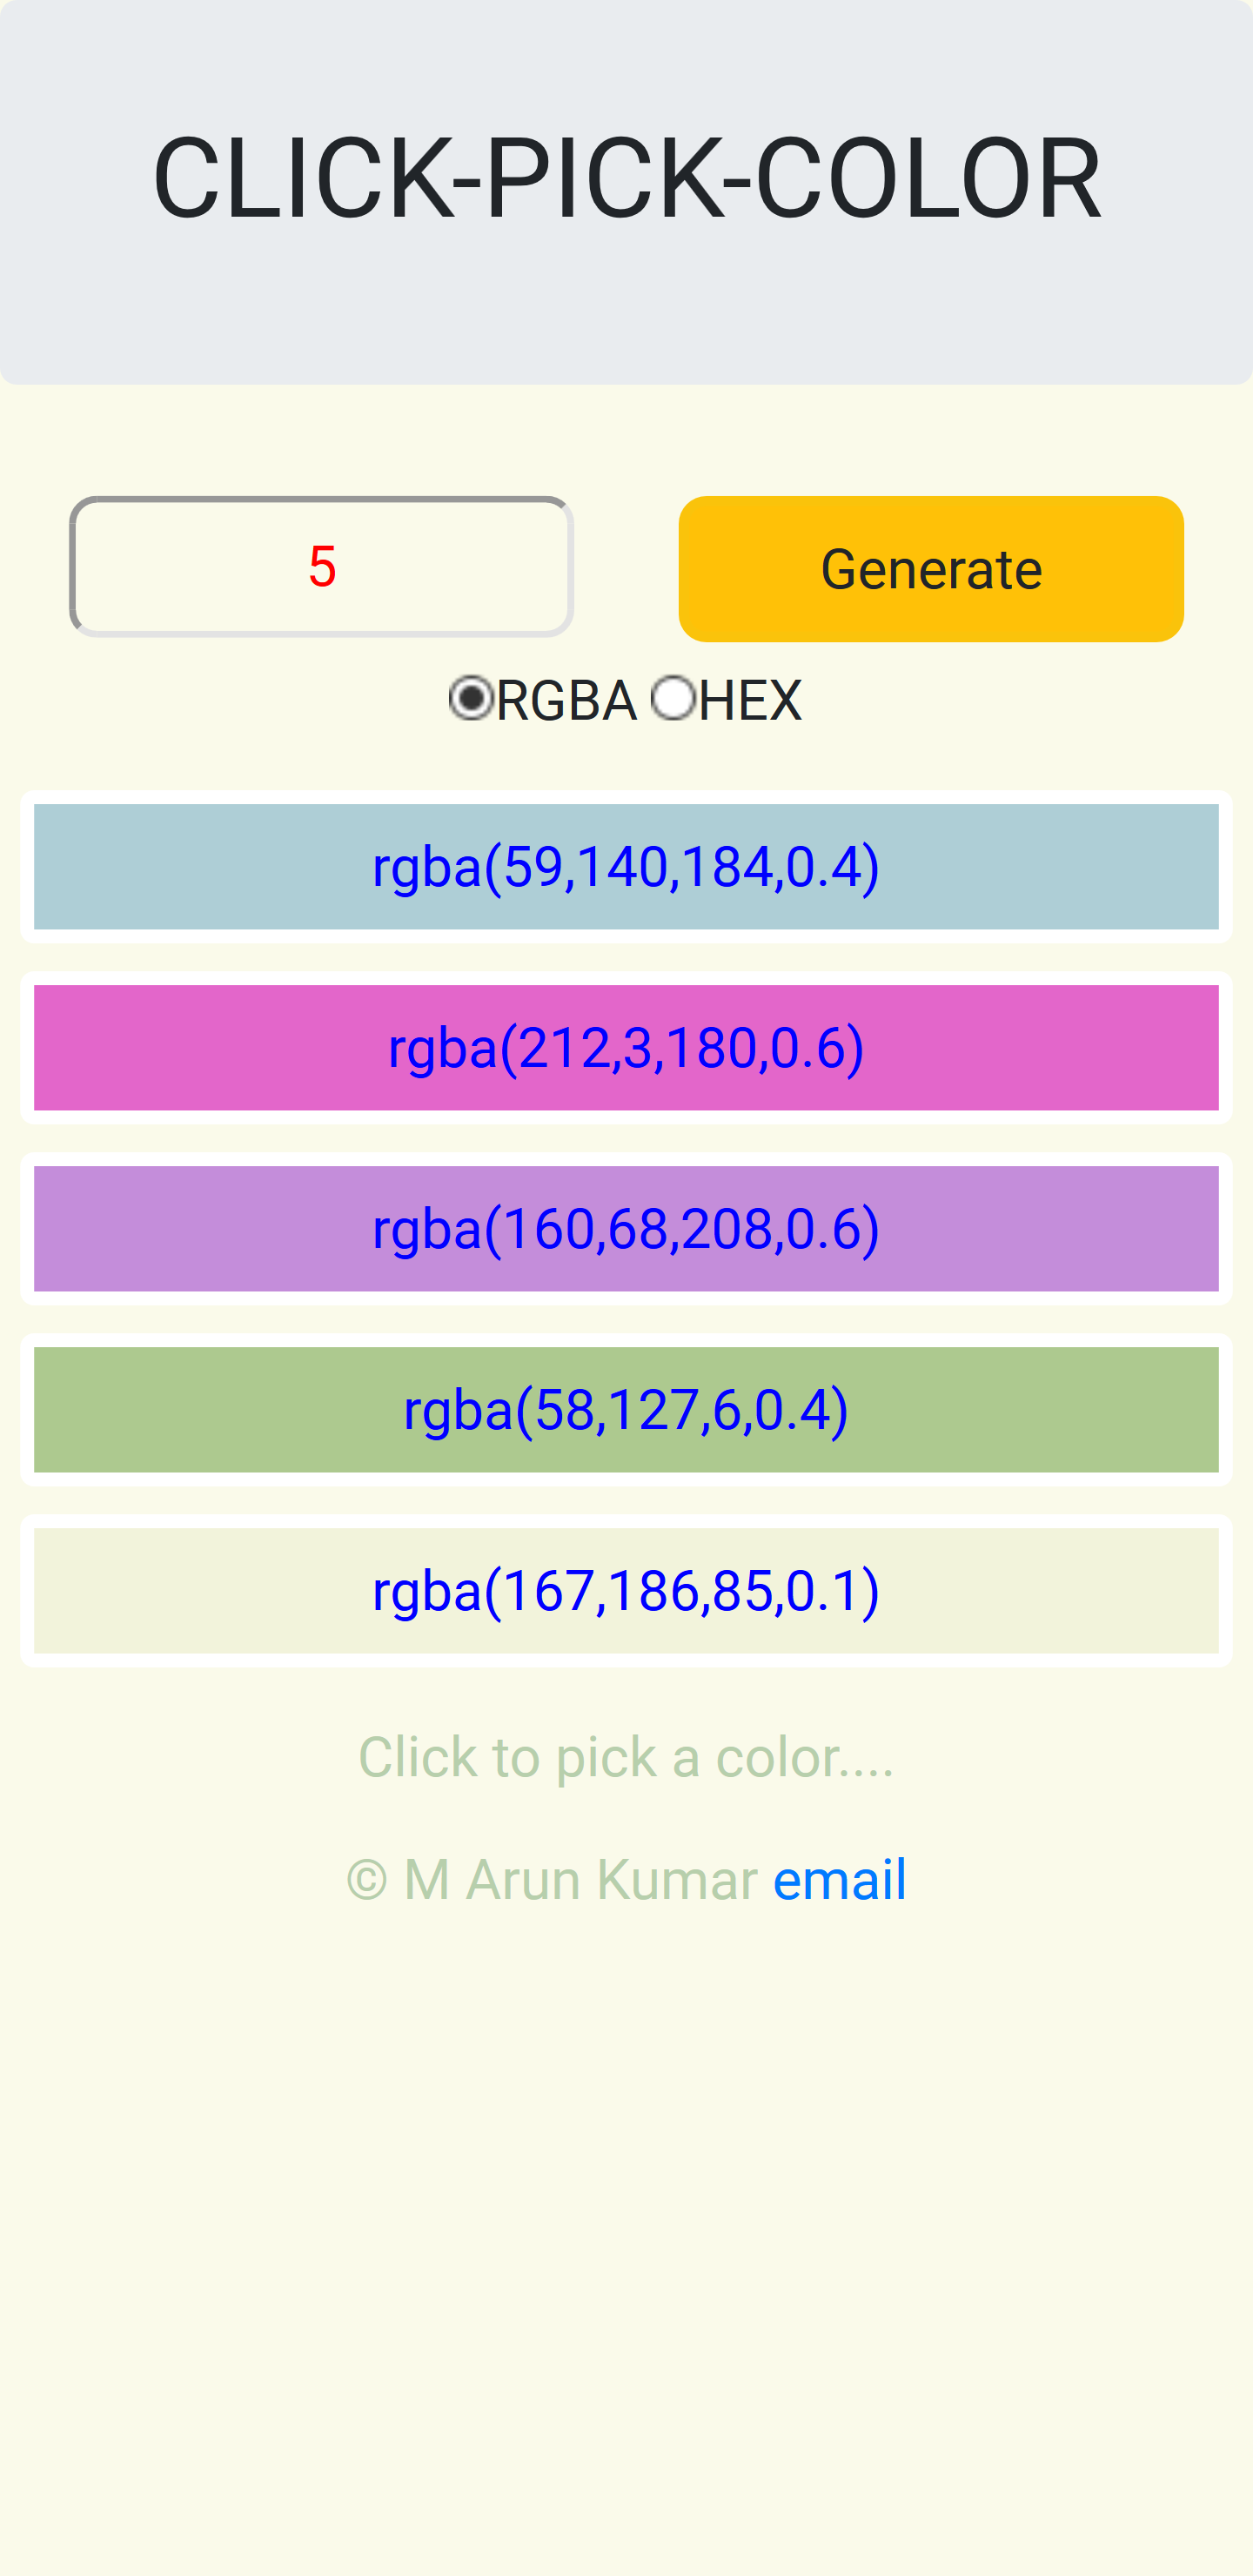 CLICK-PICK-COLOR
5
Generate
RGBA HEX
rgba(59,140,184,0.4)
rgba(212,3,180,0.6)
rgba(160,68,208,0.6)
rgba(58,127,6,0.4)
rgba(167,186,85,0.1)
Click to pick a color....
© M Arun Kumar email